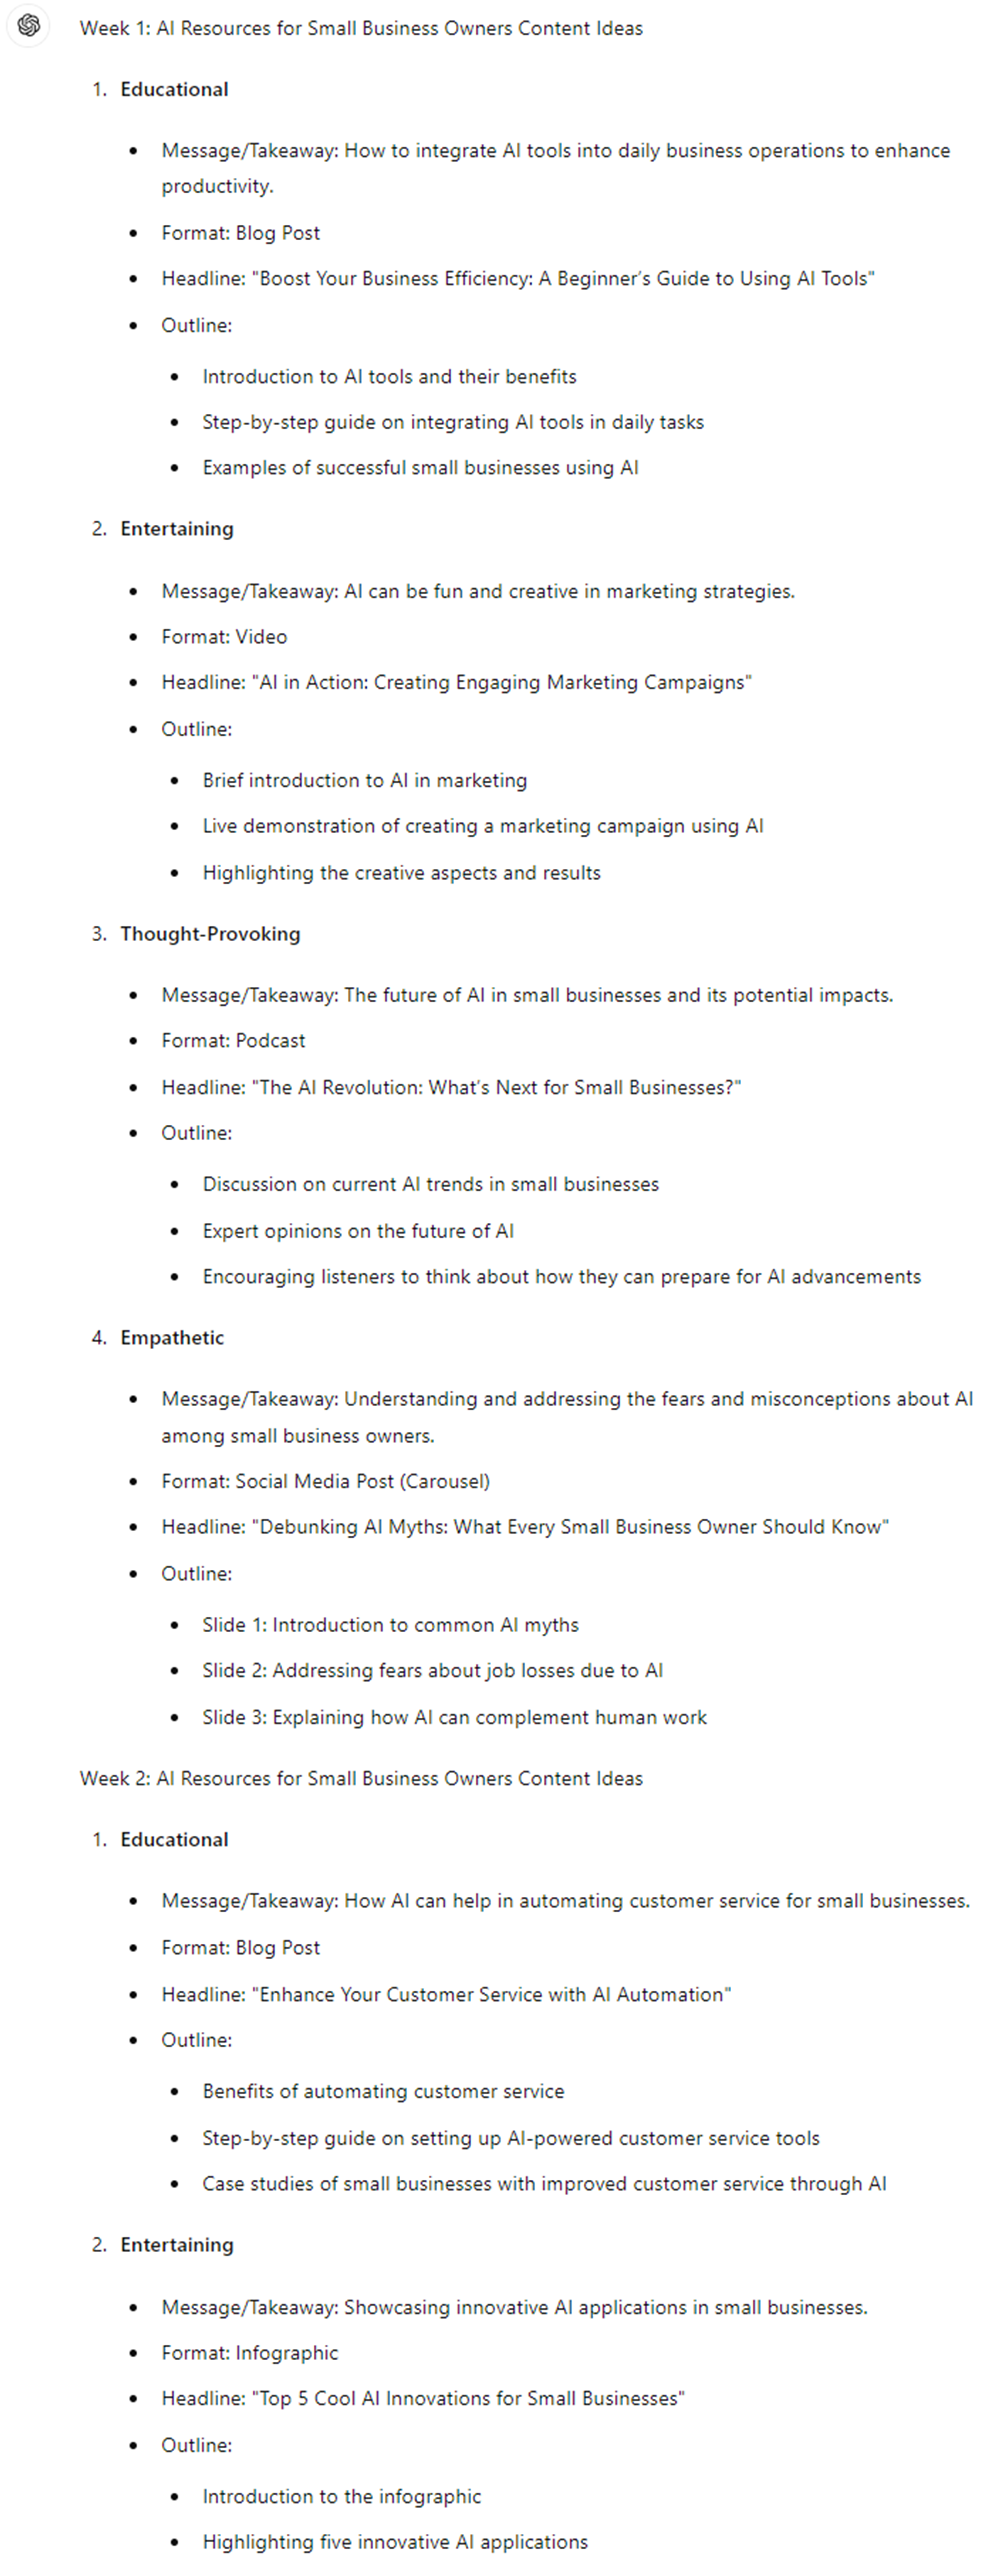 Week 1: AI Resources for Small Business Owners Content Ideas
1. Educational
• Message/Takeaway: How to integrate AI tools into daily business operations to enhance
productivity.
• Format: Blog Post
• Headline: "Boost Your Business Efficiency: A Beginner's Guide to Using AI Tools"
• Outline:
• Introduction to AI tools and their benefits
• Step-by-step guide on integrating AI tools in daily tasks
• Examples of successful small businesses using AI
2. Entertaining
• Message/Takeaway: AI can be fun and creative in marketing strategies.
• Format: Video
• Headline: "AI in Action: Creating Engaging Marketing Campaigns"
• Outline:
• Brief introduction to AI in marketing
• Live demonstration of creating a marketing campaign using AI
• Highlighting the creative aspects and results
3. Thought-Provoking
• Message/Takeaway: The future of AI in small businesses and its potential impacts.
• Format: Podcast
• Headline: "The AI Revolution: What's Next for Small Businesses?"
• Outline:
• Discussion on current AI trends in small businesses
• Expert opinions on the future of AI
• Encouraging listeners to think about how they can prepare for AI advancements
4. Empathetic
• Message/Takeaway: Understanding and addressing the fears and misconceptions about AI
among small business owners.
• Format: Social Media Post (Carousel)
• Headline: "Debunking AI Myths: What Every Small Business Owner Should Know"
• Outline:
• Slide 1: Introduction to common AI myths
• Slide 2: Addressing fears about job losses due to AI
• Slide 3: Explaining how AI can complement human work
Week 2: AI Resources for Small Business Owners Content Ideas
1. Educational
• Message/Takeaway: How AI can help in automating customer service for small businesses.
• Format: Blog Post
• Headline: "Enhance Your Customer Service with AI Automation"
• Outline:
• Benefits of automating customer service
• Step-by-step guide on setting up AI-powered customer service tools
• Case studies of small businesses with improved customer service through AI
2. Entertaining
• Message/Takeaway: Showcasing innovative AI applications in small businesses.
• Format: Infographic
• Headline: "Top 5 Cool AI Innovations for Small Businesses"
• Outline:
• Introduction to the infographic
• Highlighting five innovative AI applications